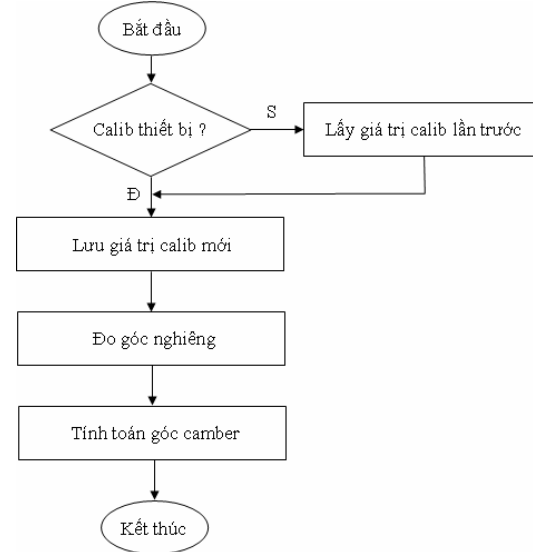 Bắt đầu
Calib thiết bị ?
S
Lấy giá trị calib lần trước
Đ
Lưu giá trị calib mới
Đo góc nghiêng
Tính toán góc camber
Kết thúc